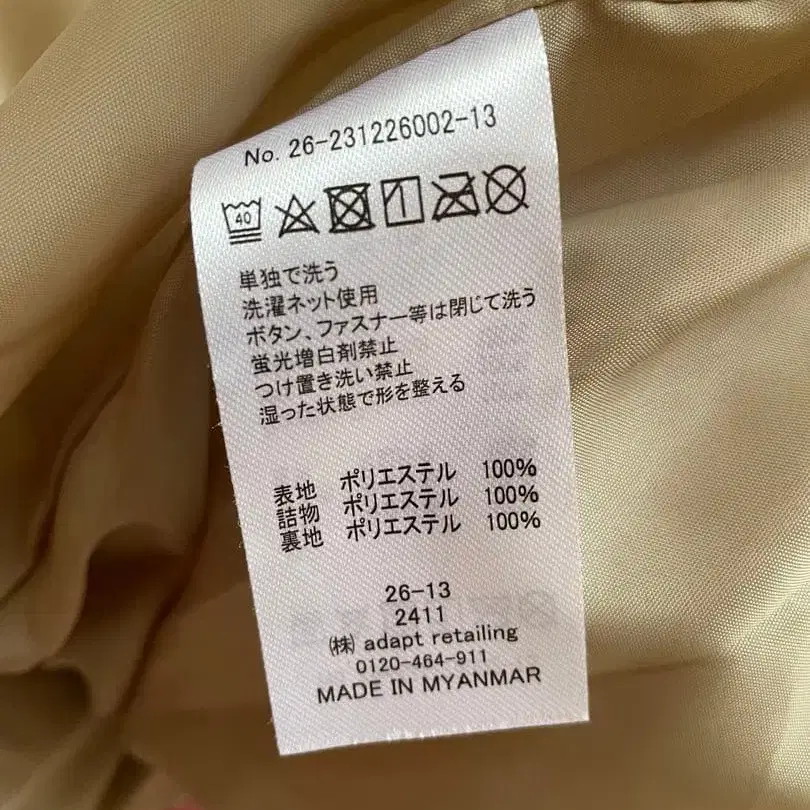 No. 26-231226002-13
40
単独で洗う
洗濯ネット使用
ボタン、ファスナー等は閉じて洗う
蛍光増白剤禁止
つけ置き洗い禁止
湿った状態で形を整える
表地 ポリエステル 100%
詰物 ポリエステル 100%
裏地 ポリエステル 100%
26-13
2411
㈱ adapt retailing
0120-464-911
MADE IN MYANMAR